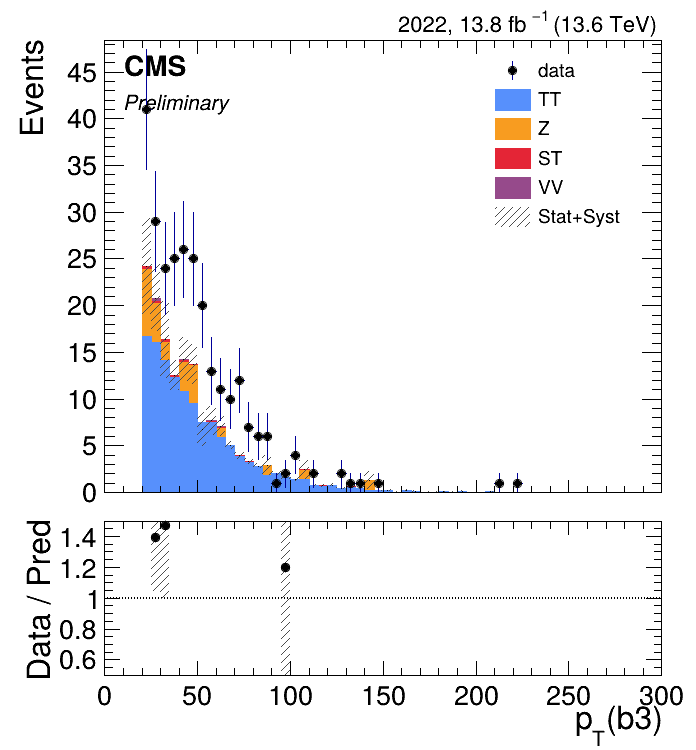 2022, 13.8 fb⁻¹ (13.6 TeV)
CMS
Preliminary
Events
45
40
35
30
25
20
15
10
5
0
data
TT
Z
ST
VV
Stat+Syst
Data / Pred
1.4
1.2
1
0.8
0.6
0 50 100 150 200 250 300
p_T(b3)